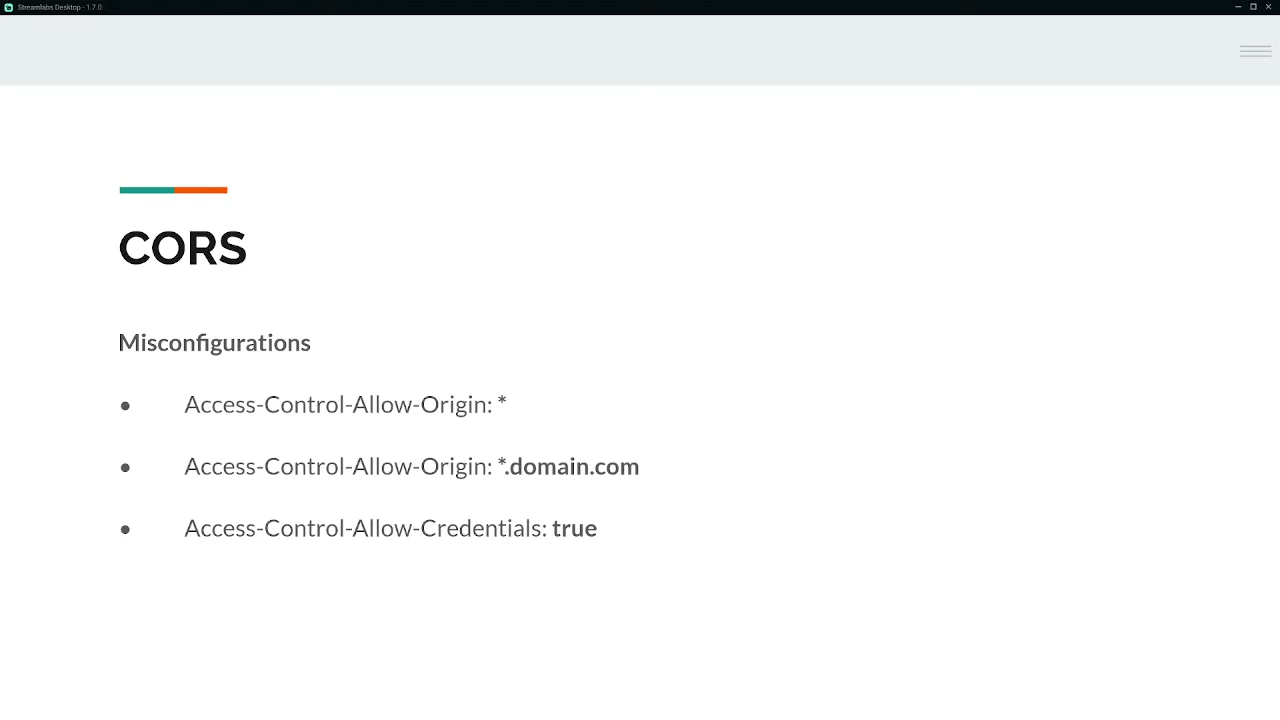 Streamlabs Desktop - 1.7.0
CORS
Misconfigurations
● Access-Control-Allow-Origin: *
● Access-Control-Allow-Origin: *.domain.com
● Access-Control-Allow-Credentials: true